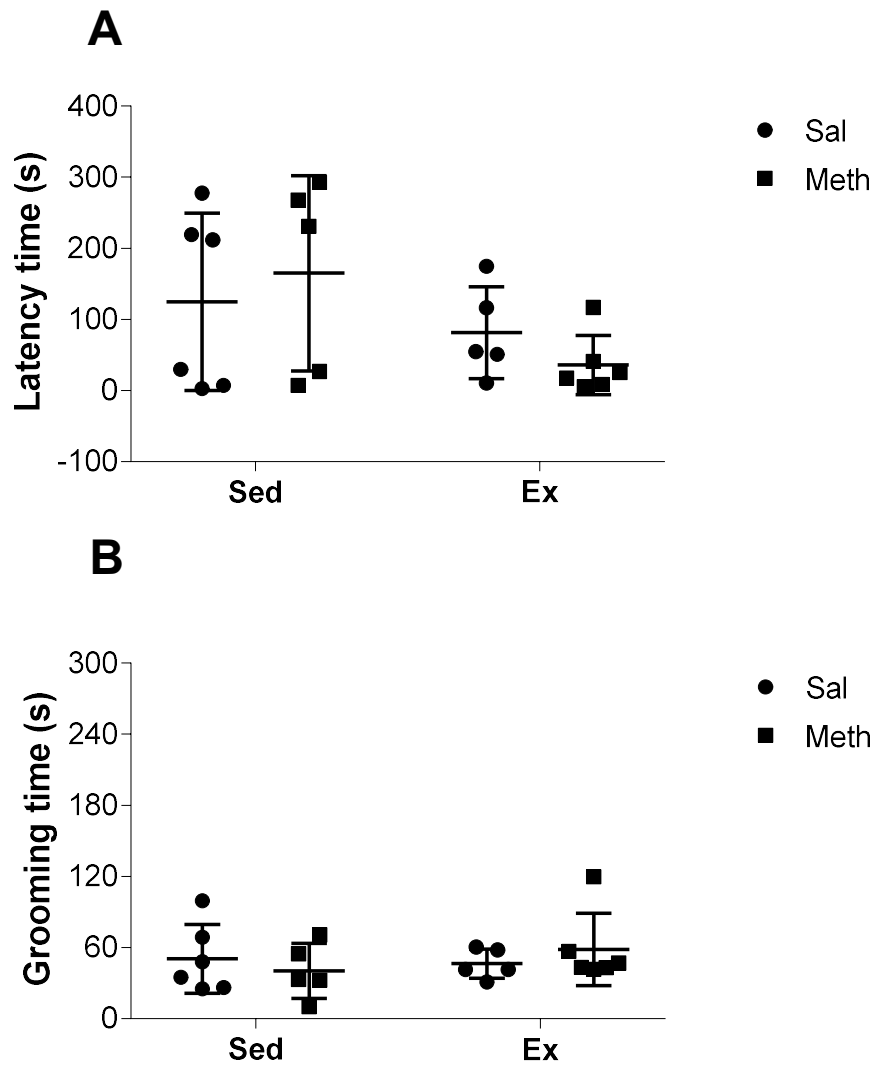 A
Latency time (s)
400
300
200
100
0
-100
Sed Ex
Sal
Meth
B
Grooming time (s)
300
240
180
120
60
0
Sed Ex
Sal
Meth